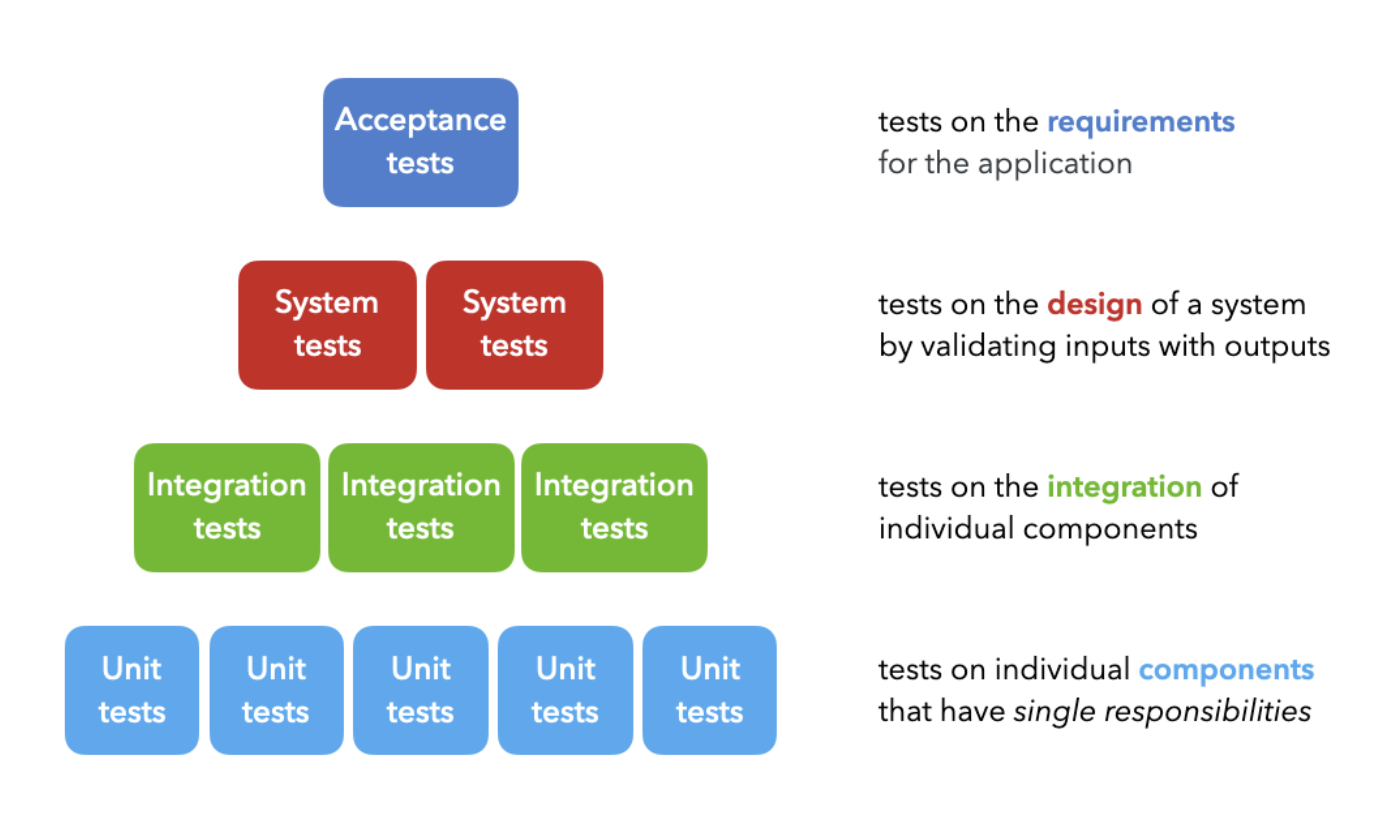 Acceptance
tests
tests on the requirements
for the application
System
tests
System
tests
tests on the design of a system
by validating inputs with outputs
Integration
tests
Integration
tests
Integration
tests
tests on the integration of
individual components
Unit
tests
Unit
tests
Unit
tests
Unit
tests
Unit
tests
tests on individual components
that have single responsibilities